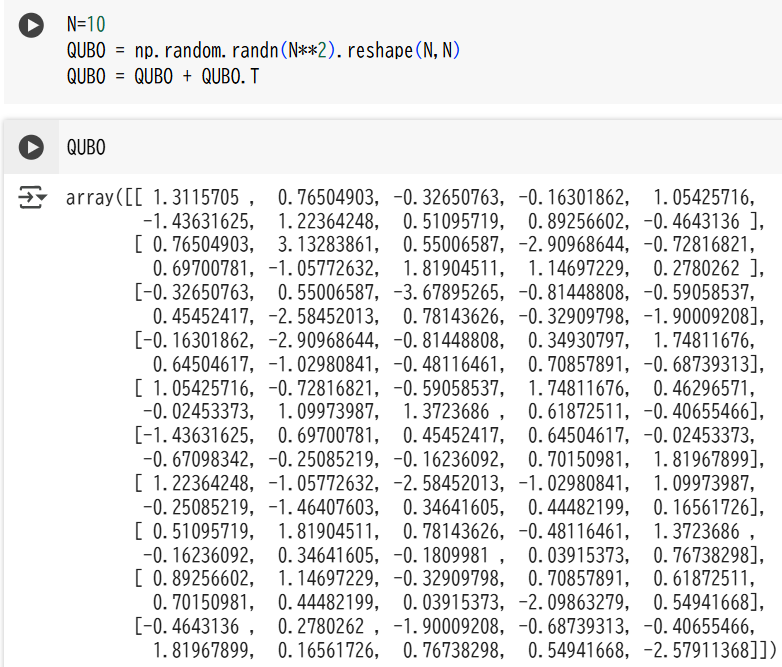 N=10
QUBO = np.random.randn(N**2).reshape(N,N)
QUBO = QUBO + QUBO.T
QUBO
array([[ 1.3115705 ,  0.76504903, -0.32650763, -0.16301862,  1.05425716,
        -1.43631625,  1.22364248,  0.51095719,  0.89256602, -0.4643136 ],
       [ 0.76504903,  3.13283861,  0.55006587, -2.90968644, -0.72816821,
         0.69700781, -1.05772632,  1.81904511,  1.14697229,  0.2780262 ],
       [-0.32650763,  0.55006587, -3.67895265, -0.81448808, -0.59058537,
         0.45452417, -2.58452013,  0.78143626, -0.32909798, -1.90009208],
       [-0.16301862, -2.90968644, -0.81448808,  0.34930797,  1.74811676,
         0.64504617, -1.02980841, -0.48116461,  0.70857891, -0.68739313],
       [ 1.05425716, -0.72816821, -0.59058537,  1.74811676,  0.46296571,
        -0.02453373,  1.09973987,  1.3723686 ,  0.61872511, -0.40655466],
       [-1.43631625,  0.69700781,  0.45452417,  0.64504617, -0.02453373,
        -0.67098342, -0.25085219, -0.16236092,  0.70150981,  1.81967899],
       [ 1.22364248, -1.05772632, -2.58452013, -1.02980841,  1.09973987,
        -0.25085219, -1.46407603,  0.34641605,  0.44482199,  0.16561726],
       [ 0.51095719,  1.81904511,  0.78143626, -0.48116461,  1.3723686 ,
        -0.16236092,  0.34641605, -0.1809981 ,  0.03915373,  0.76738298],
       [ 0.89256602,  1.14697229, -0.32909798,  0.70857891,  0.61872511,
         0.70150981,  0.44482199,  0.03915373, -2.09863279,  0.54941668],
       [-0.4643136 ,  0.2780262 , -1.90009208, -0.68739313, -0.40655466,
         1.81967899,  0.16561726,  0.76738298,  0.54941668, -2.57911368]])